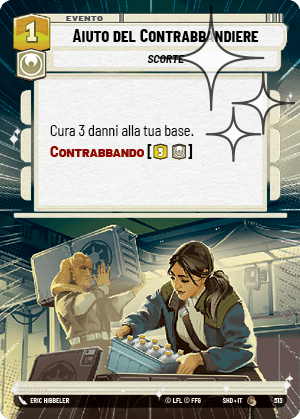 EVENTO
1
AIUTO DEL CONTRABBANDIERE
SCORTE
Cura 3 danni alla tua base.
CONTRABBANDO [3]
ERIC HIBBELER
© LFL © FFG
SHD • IT
513